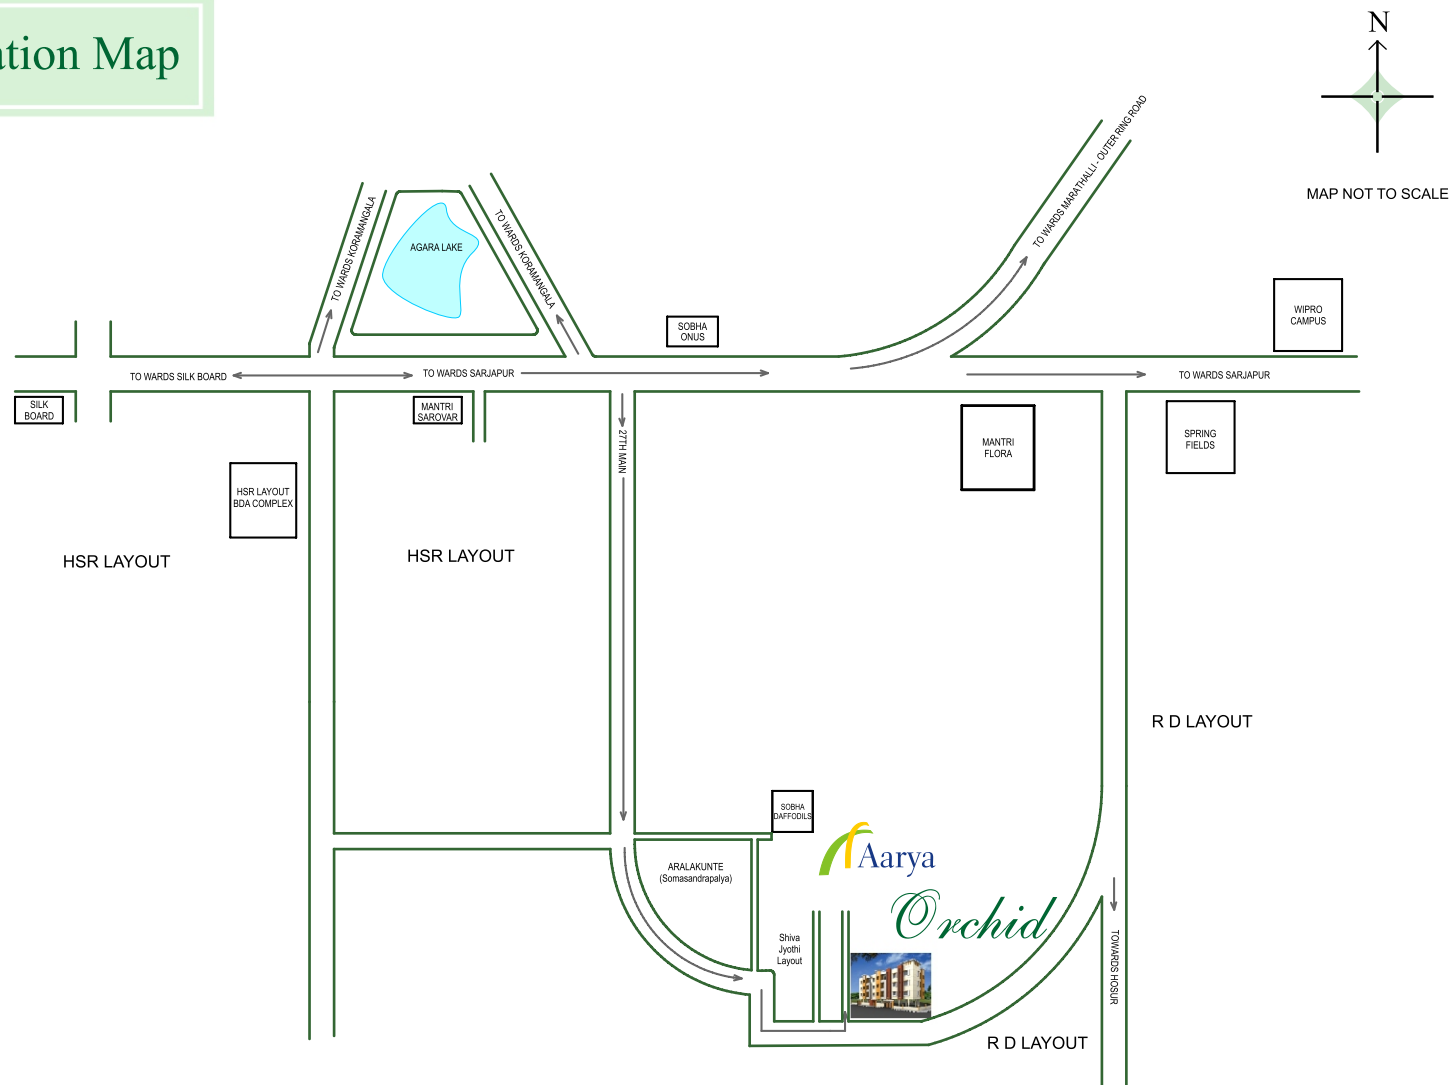 ation Map
N
MAP NOT TO SCALE
TO WARDS MARATHALLI - OUTER RING ROAD
TO WARDS KORAMANGALA
AGARA LAKE
TO WARDS KORAMANGALA
SOBHA
ONUS
WIPRO
CAMPUS
TO WARDS SILK BOARD
TO WARDS SARJAPUR
TO WARDS SARJAPUR
SILK
BOARD
MANTRI
SAROVAR
27TH MAIN
MANTRI
FLORA
SPRING
FIELDS
HSR LAYOUT
BDA COMPLEX
HSR LAYOUT
HSR LAYOUT
R D LAYOUT
SOBHA
DAFFODILS
ARALAKUNTE
(Somasandrapalya)
Aarya
Orchid
Shiva
Jyothi
Layout
TOWARDS HOSUR
R D LAYOUT